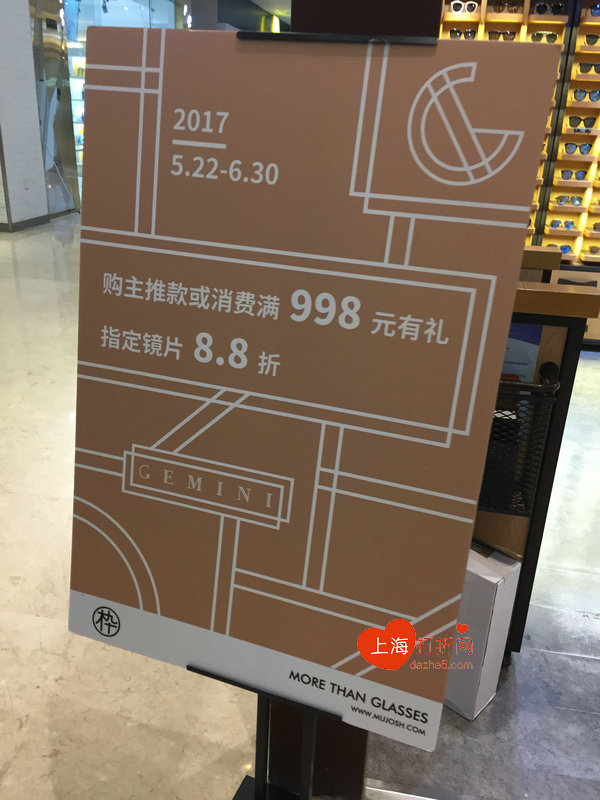 2017
5.22-6.30
购主推款或消费满 998 元有礼
指定镜片 8.8 折
GEMINI
枠
上海打折网
dazhe5.com
MORE THAN GLASSES
WWW.MUJOSH.COM